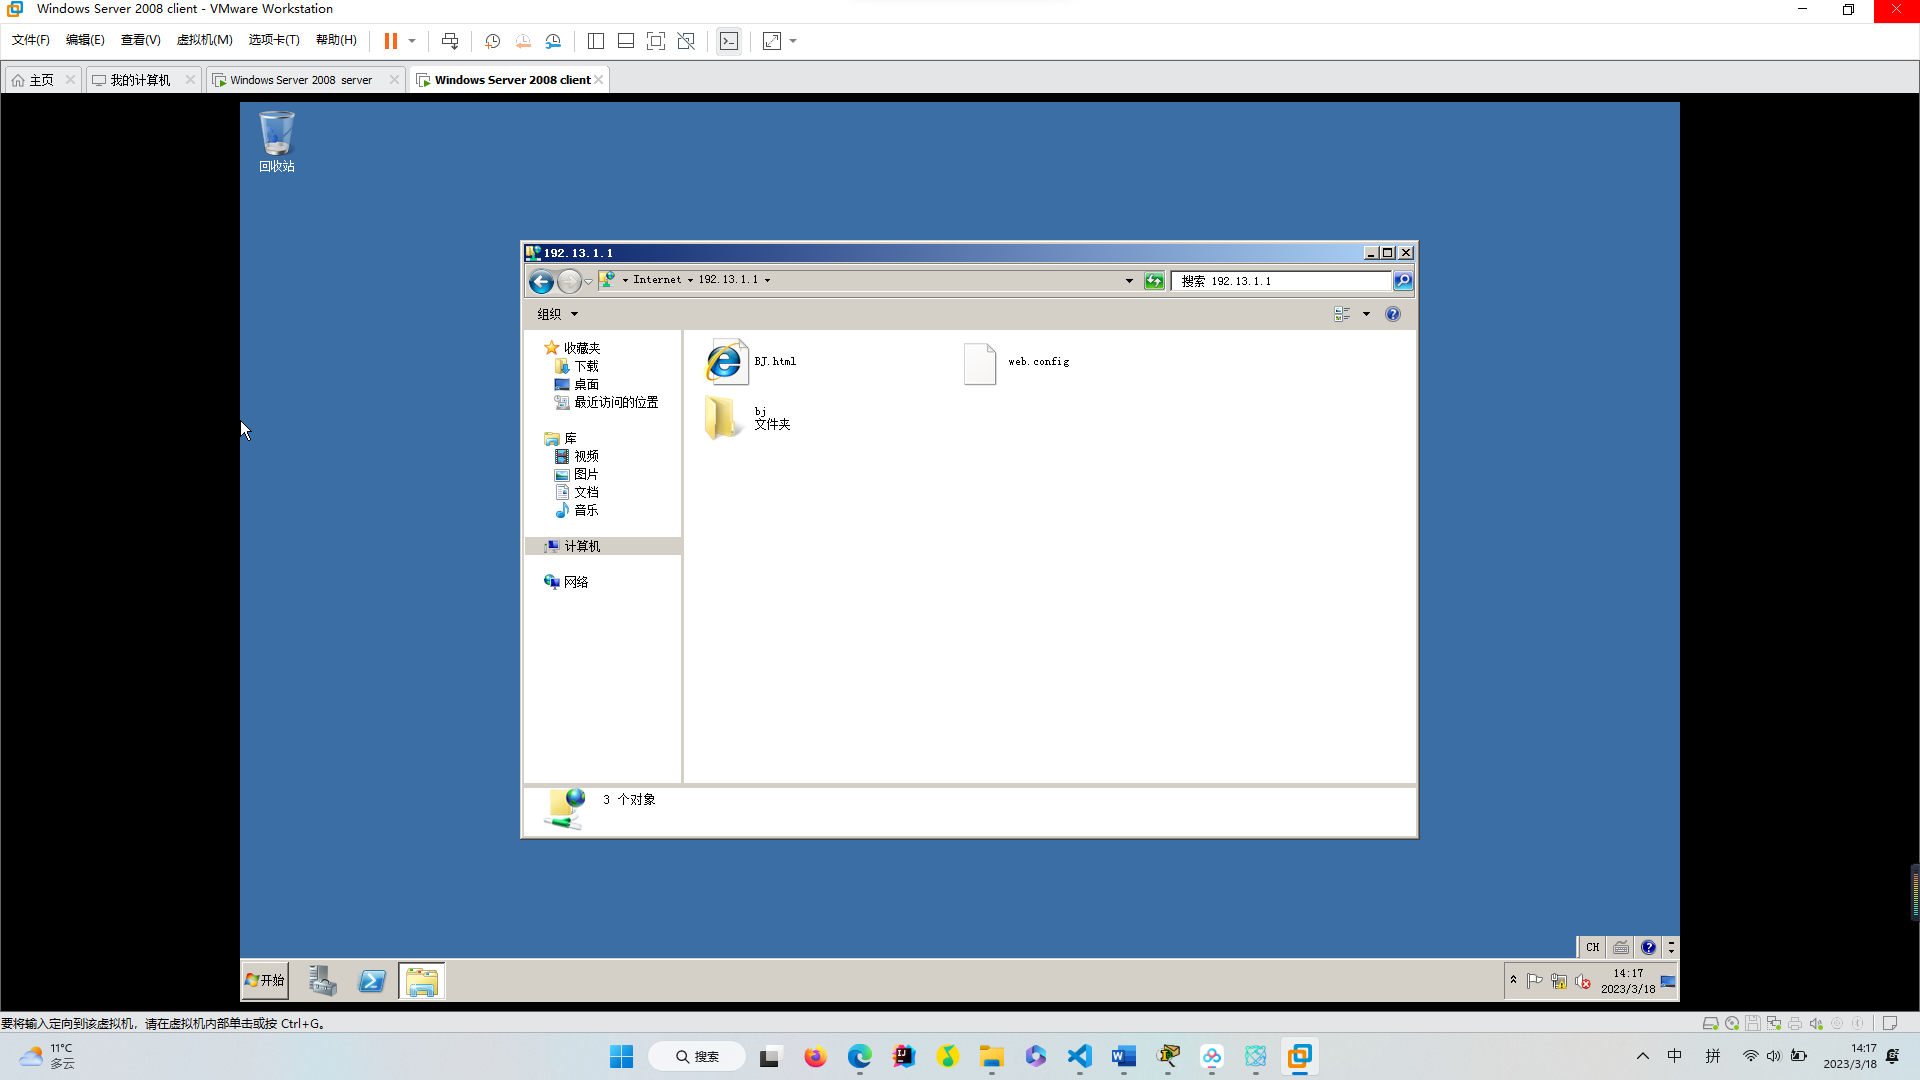 Windows Server 2008 client - VMware Workstation
文件(F) 编辑(E) 查看(V) 虚拟机(M) 选项卡(T) 帮助(H)
主页 我的计算机 Windows Server 2008  server Windows Server 2008 client
回收站
192.13.1.1
Internet 192.13.1.1 搜索 192.13.1.1
组织
收藏夹
下载
桌面
最近访问的位置
库
视频
图片
文档
音乐
计算机
网络
BJ.html web.config
bj
文件夹
3 个对象
CH
开始 14:17
2023/3/18
要将输入定向到该虚拟机，请在虚拟机内部单击或按 Ctrl+G。
11°C
多云
搜索
中 拼
14:17
2023/3/18